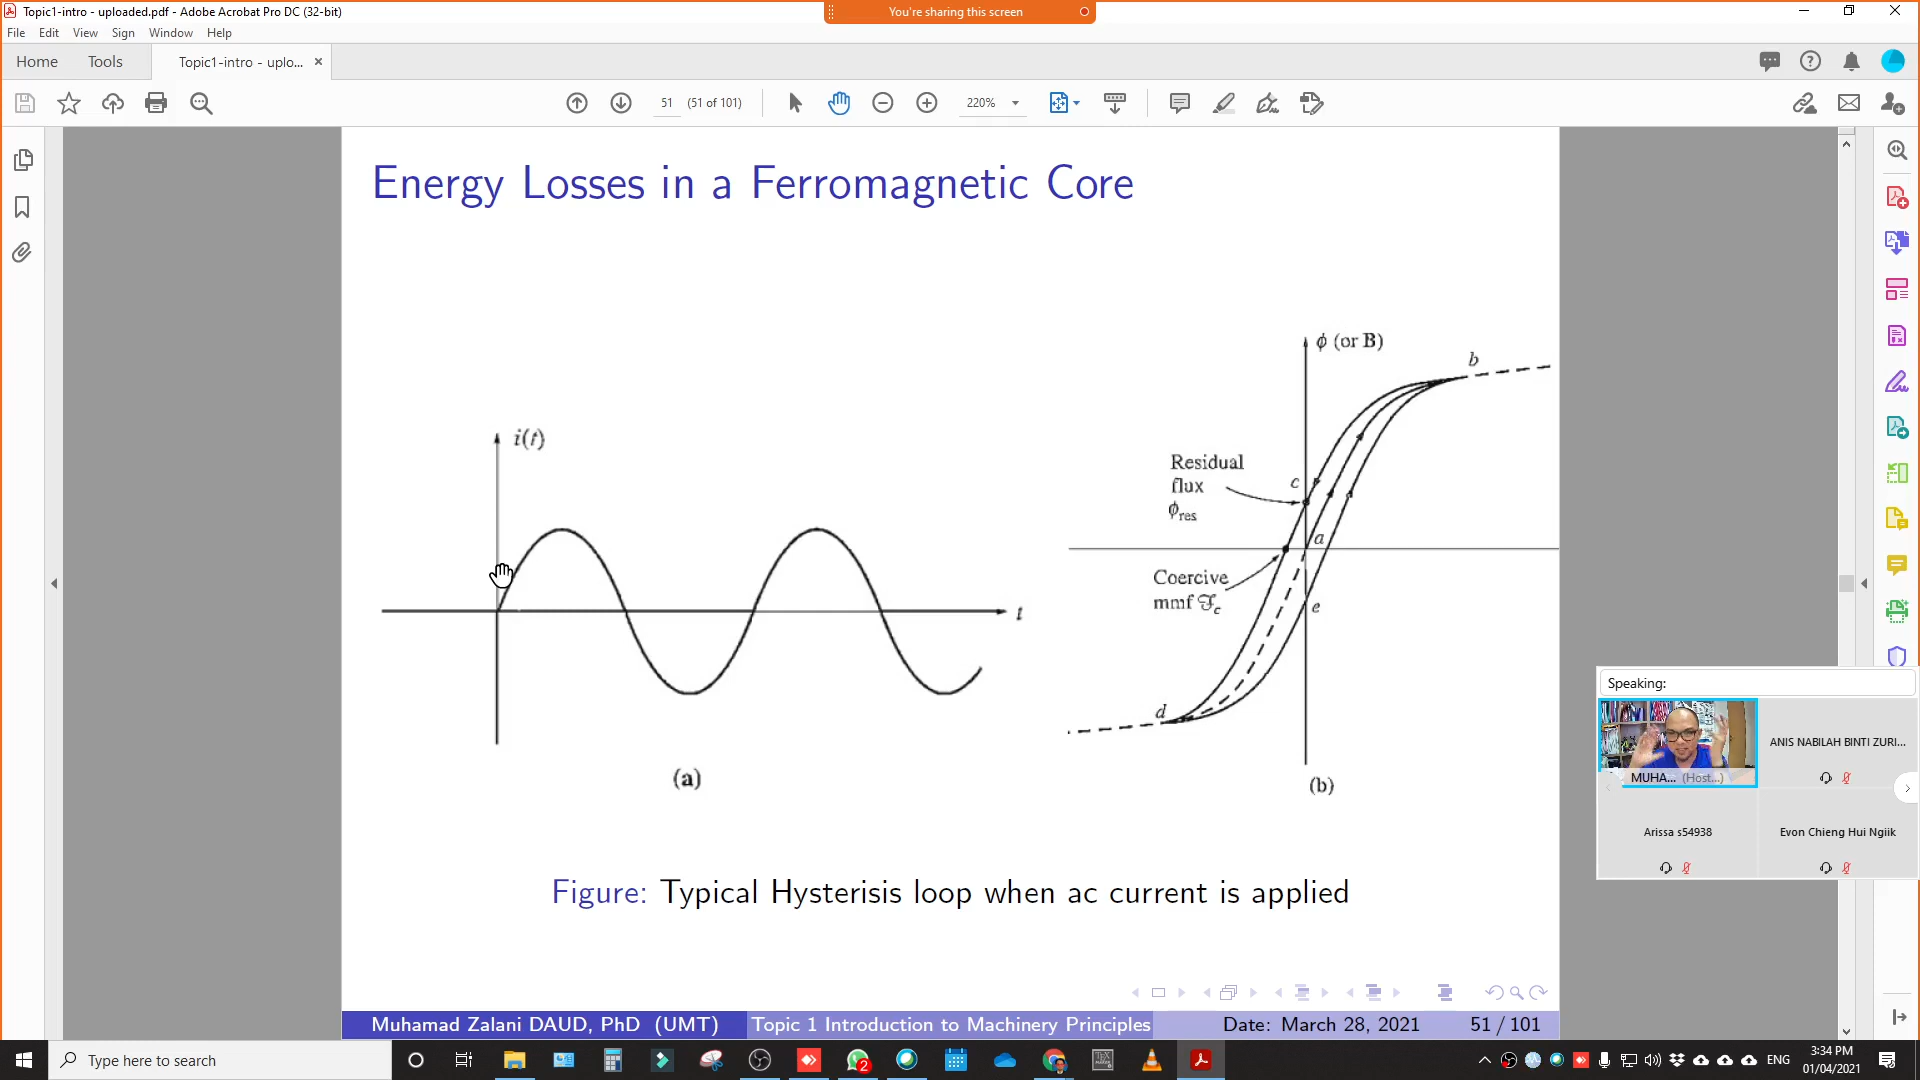 Topic1-intro - uploaded.pdf - Adobe Acrobat Pro DC (32-bit)
You're sharing this screen
File Edit View Sign Window Help
Home Tools Topic1-intro - uplo... ×
51 (51 of 101) 220%
Energy Losses in a Ferromagnetic Core
ϕ (or B)
b
i(t)
Residual
flux
ϕres
c
a
Coercive
mmf ℱc
e
t
d
(a)
(b)
Figure: Typical Hysterisis loop when ac current is applied
Speaking:
MUHA... (Host...)
ANIS NABILAH BINTI ZURI...
Arissa s54938
Evon Chieng Hui Ngiik
Muhamad Zalani DAUD, PhD (UMT) Topic 1 Introduction to Machinery Principles Date: March 28, 2021 51 / 101
Type here to search
2
ENG
3:34 PM
01/04/2021